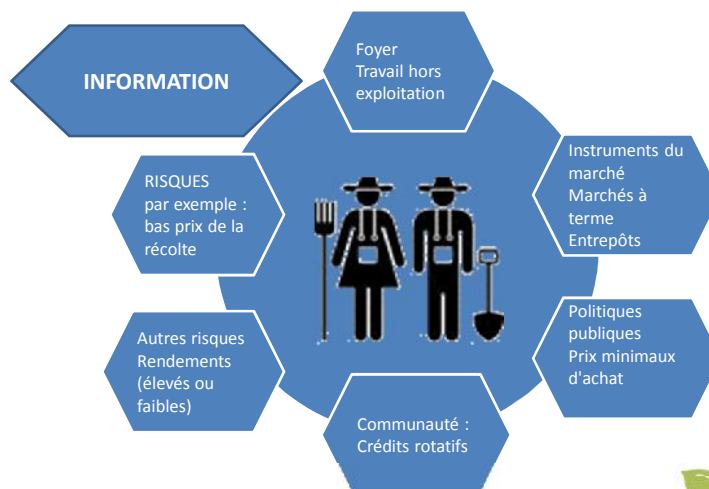 INFORMATION
Foyer
Travail hors
exploitation
Instruments du
marché
Marchés à
terme
Entrepôts
Politiques
publiques
Prix minimaux
d'achat
Communauté :
Crédits rotatifs
Autres risques
Rendements
(élevés ou
faibles)
RISQUES
par exemple :
bas prix de la
récolte